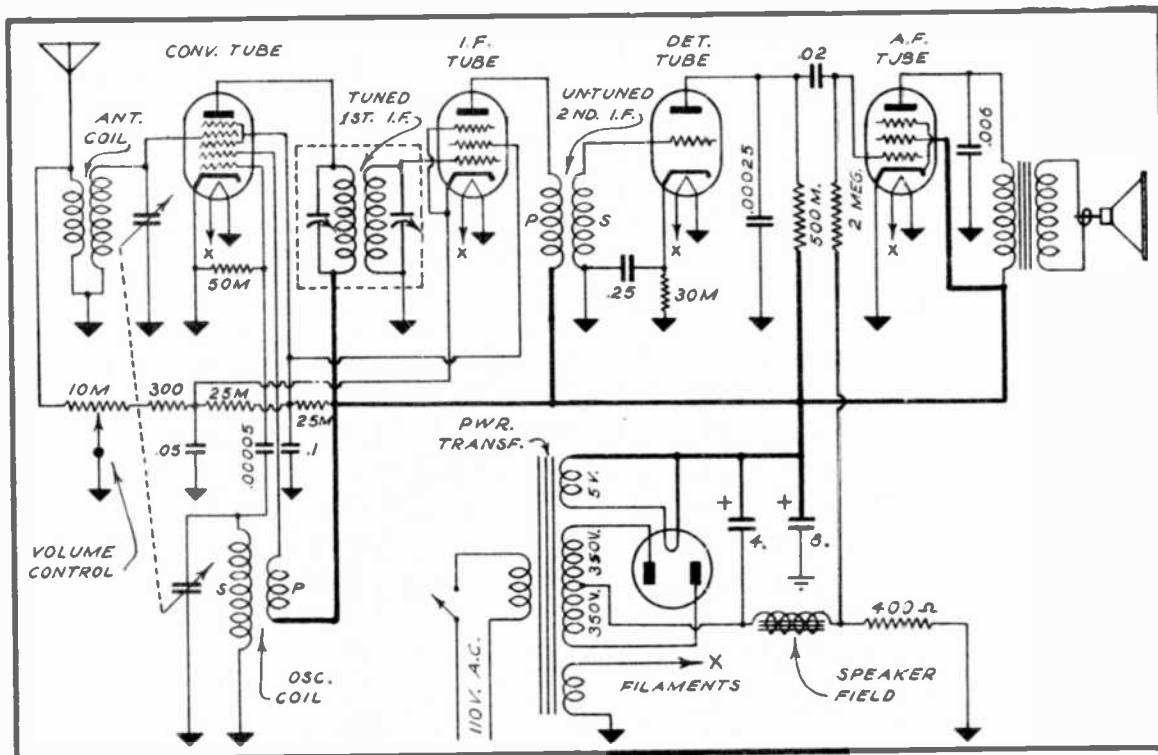 CONV. TUBE
I.F.
TUBE
DET.
TUBE
A.F.
TUBE
.02
ANT.
COIL
TUNED
1ST. I.F.
UN-TUNED
2ND. I.F.
.00025
500 M.
2 MEG.
.006
P
S
X
X
X
X
50M
.25
30M
10M
300
25M
25M
.05
.00005
.1
PWR.
TRANSF.
5 V.
350V.
350V.
+
4.
+
8.
VOLUME
CONTROL
S
P
OSC.
COIL
110V. A.C.
X
FILAMENTS
SPEAKER
FIELD
400 Ω